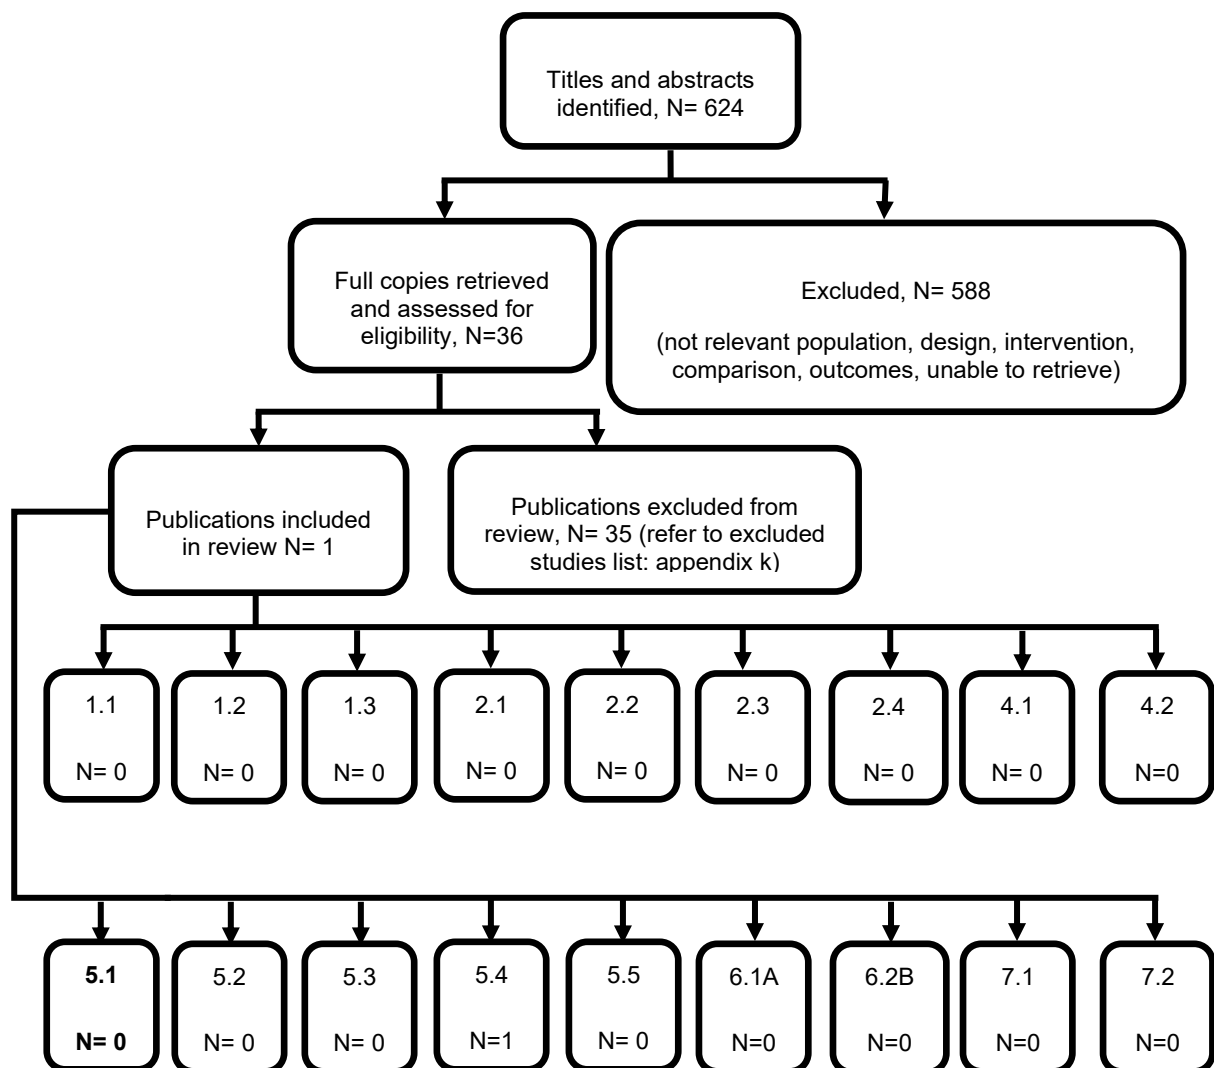 Titles and abstracts
identified, N= 624
Full copies retrieved
and assessed for
eligibility, N=36
Excluded, N= 588
(not relevant population, design, intervention,
comparison, outcomes, unable to retrieve)
Publications included
in review N= 1
Publications excluded from
review, N= 35 (refer to excluded
studies list: appendix k)
1.1
N= 0
1.2
N= 0
1.3
N= 0
2.1
N= 0
2.2
N= 0
2.3
N= 0
2.4
N= 0
4.1
N= 0
4.2
N=0
5.1
N= 0
5.2
N= 0
5.3
N= 0
5.4
N=1
5.5
N= 0
6.1A
N=0
6.2B
N=0
7.1
N=0
7.2
N=0